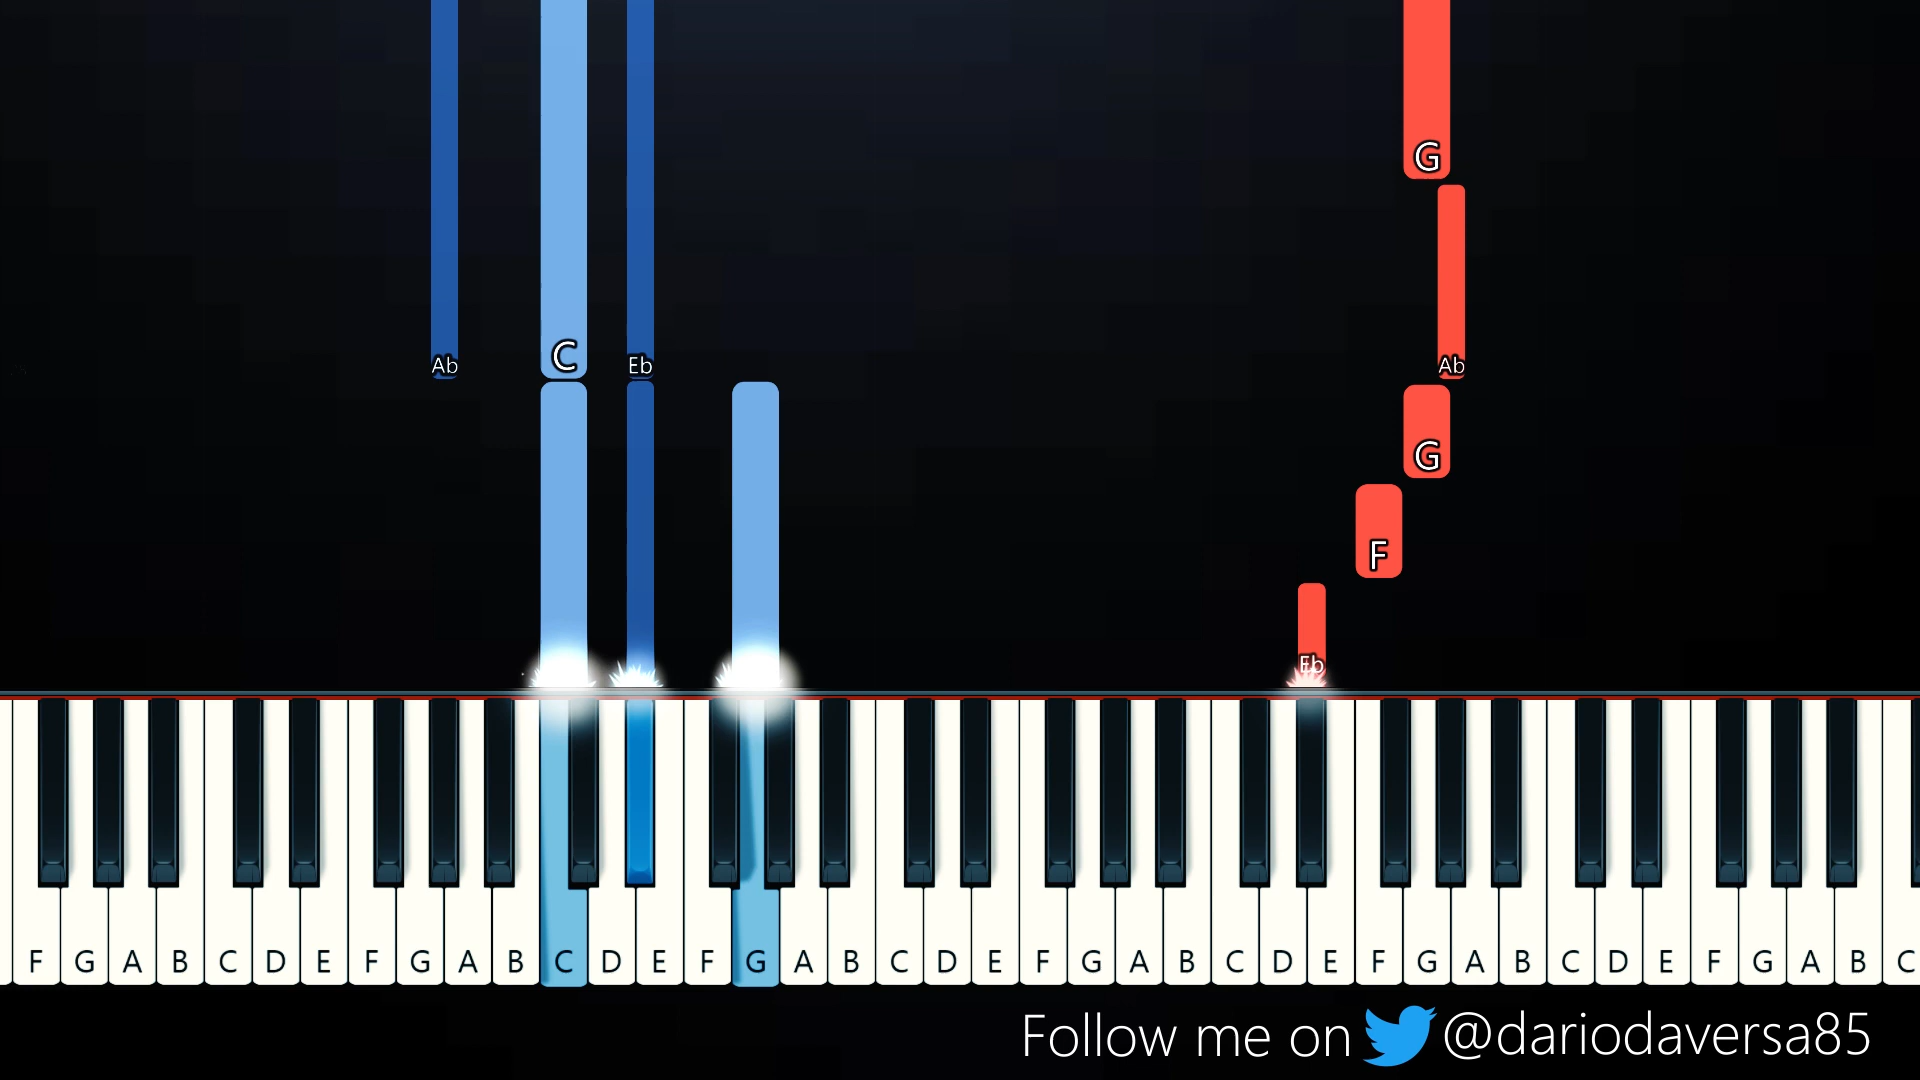 G
Ab C Eb Ab
G
F
Eb
F G A B C D E F G A B C D E F G A B C D E F G A B C D E F G A B C D E F G A B C
Follow me on @dariodaversa85